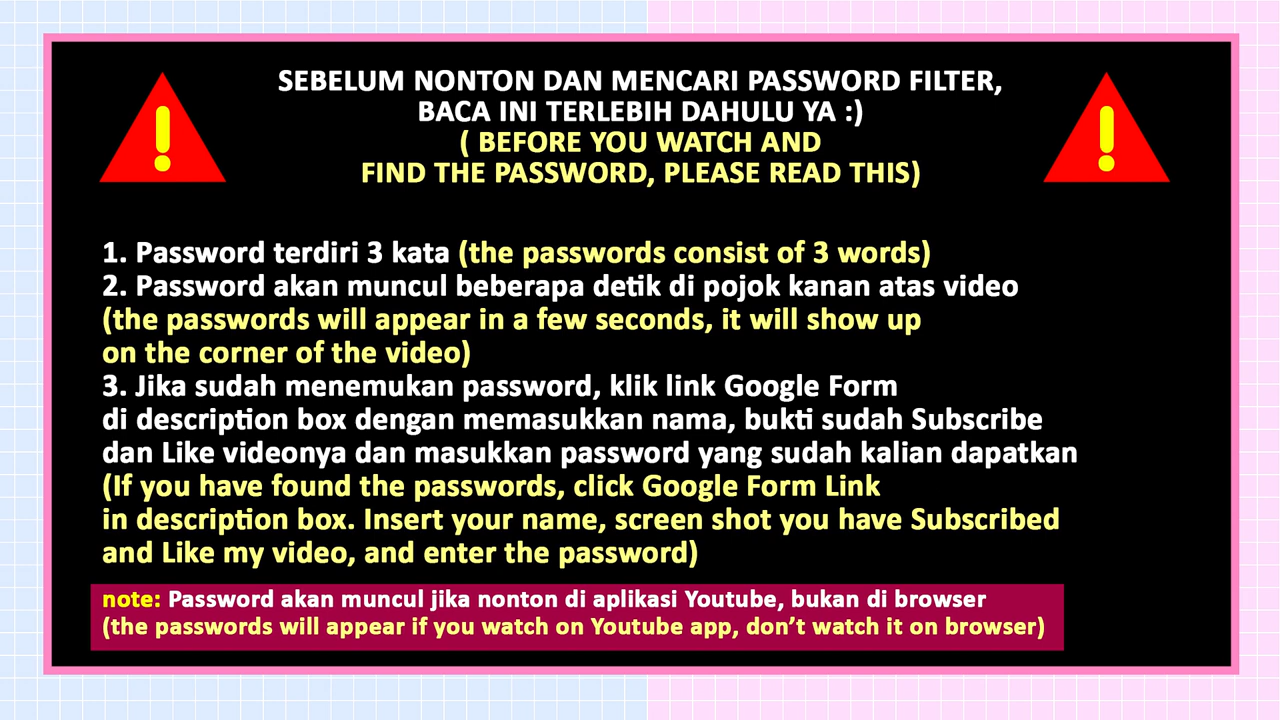 SEBELUM NONTON DAN MENCARI PASSWORD FILTER,
BACA INI TERLEBIH DAHULU YA :)
( BEFORE YOU WATCH AND
FIND THE PASSWORD, PLEASE READ THIS)
1. Password terdiri 3 kata (the passwords consist of 3 words)
2. Password akan muncul beberapa detik di pojok kanan atas video
(the passwords will appear in a few seconds, it will show up
on the corner of the video)
3. Jika sudah menemukan password, klik link Google Form
di description box dengan memasukkan nama, bukti sudah Subscribe
dan Like videonya dan masukkan password yang sudah kalian dapatkan
(If you have found the passwords, click Google Form Link
in description box. Insert your name, screen shot you have Subscribed
and Like my video, and enter the password)
note: Password akan muncul jika nonton di aplikasi Youtube, bukan di browser
(the passwords will appear if you watch on Youtube app, don't watch it on browser)